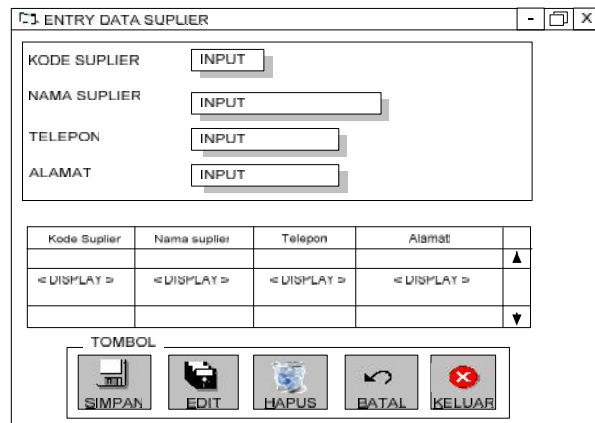 ENTRY DATA SUPLIER
KODE SUPLIER INPUT
NAMA SUPLIER INPUT
TELEPON INPUT
ALAMAT INPUT
Kode Suplier Nama suplier Telepon Alamat
<DISPLAY> <DISPLAY> <DISPLAY> <DISPLAY>
TOMBOL
SIMPAN EDIT HAPUS BATAL KELUAR